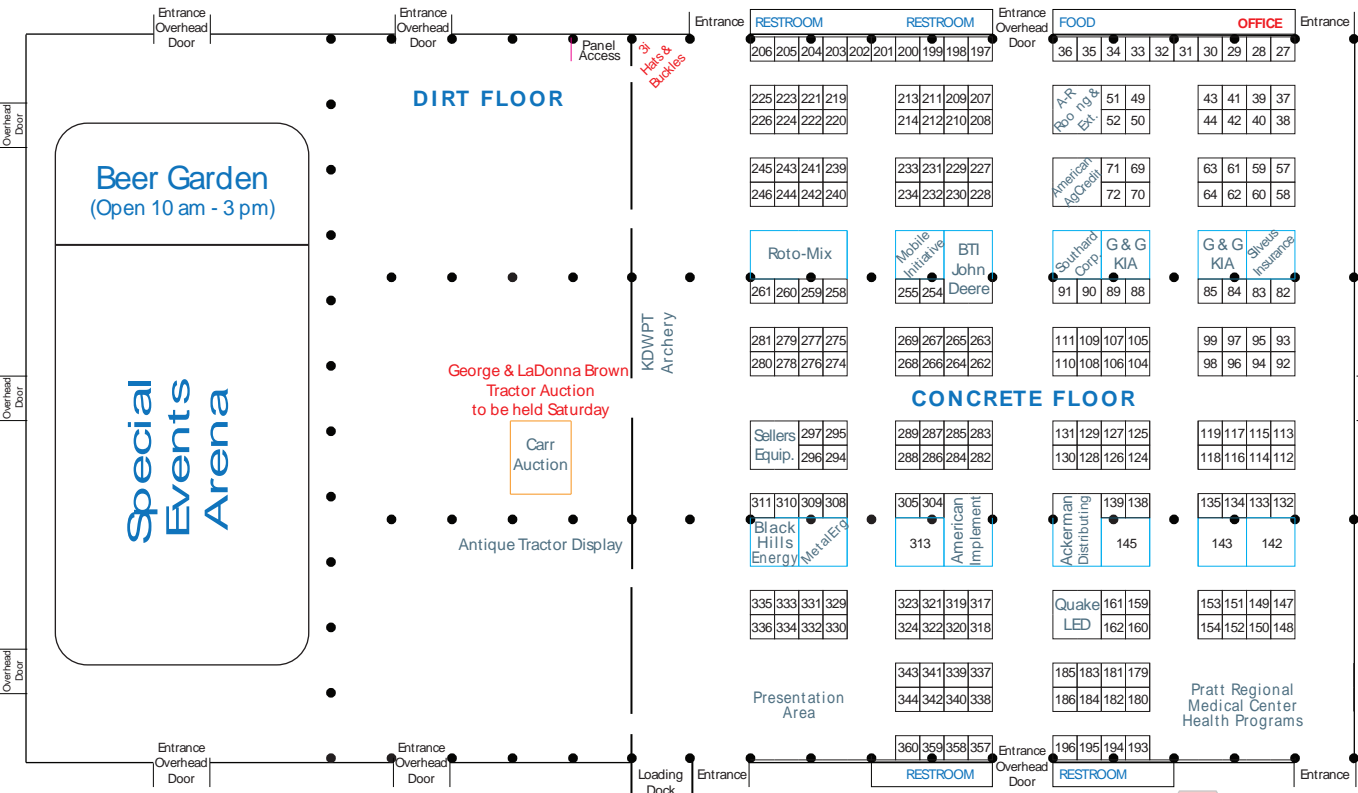 Entrance
Overhead
Door
Entrance
Overhead
Door
Entrance
RESTROOM
RESTROOM
Entrance
Overhead
Door
FOOD
OFFICE
Entrance
Panel
Access
3i
Hats &
Buckles
206 205 204 203 202 201 200 199 198 197
36 35 34 33 32 31 30 29 28 27
DIRT FLOOR
Overhead
Door
225 223 221 219
226 224 222 220
213 211 209 207
214 212 210 208
A-R
Roo ng &
Ext.
51 49
52 50
43 41 39 37
44 42 40 38
Beer Garden
(Open 10 am - 3 pm)
245 243 241 239
246 244 242 240
233 231 229 227
234 232 230 228
American
AgCredit
71 69
72 70
63 61 59 57
64 62 60 58
Roto-Mix
Mobile
Initiative
BTI
John
Deere
Southard
Corp.
G & G
KIA
G & G
KIA
Siveus
Insurance
261 260 259 258
255 254
91 90 89 88
85 84 83 82
KDWPT
Archery
281 279 277 275
280 278 276 274
269 267 265 263
268 266 264 262
111 109 107 105
110 108 106 104
99 97 95 93
98 96 94 92
Overhead
Door
George & LaDonna Brown
Tractor Auction
to be held Saturday
CONCRETE FLOOR
Special
Events
Arena
Carr
Auction
Sellers
Equip.
297 295
296 294
289 287 285 283
288 286 284 282
131 129 127 125
130 128 126 124
119 117 115 113
118 116 114 112
311 310 309 308
305 304
American
Implement
Ackerman
Distributing
139 138
135 134 133 132
Black
Hills
Energy
MetalErg
313
145
143
142
Antique Tractor Display
335 333 331 329
336 334 332 330
323 321 319 317
324 322 320 318
Quake
LED
161 159
162 160
153 151 149 147
154 152 150 148
Overhead
Door
Presentation
Area
343 341 339 337
344 342 340 338
185 183 181 179
186 184 182 180
Pratt Regional
Medical Center
Health Programs
360 359 358 357
196 195 194 193
Entrance
Overhead
Door
Entrance
Overhead
Door
Loading
Dock
Entrance
RESTROOM
Entrance
Overhead
Door
RESTROOM
Entrance